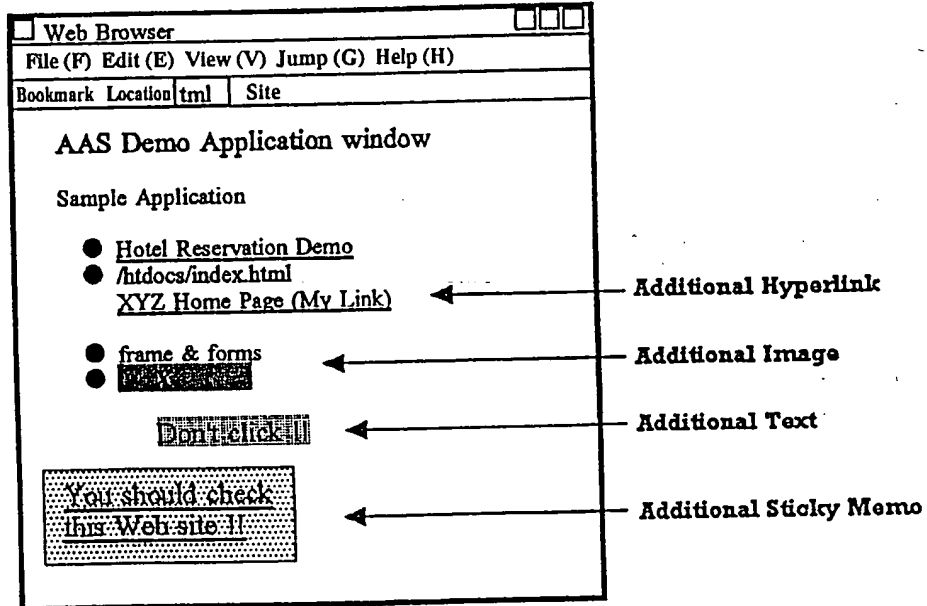 Web Browser
File (F) Edit (E) View (V) Jump (G) Help (H)
Bookmark Location tml Site
AAS Demo Application window
Sample Application
Hotel Reservation Demo
/htdocs/index.html
XYZ Home Page (My Link)
Additional Hyperlink
frame & forms
Additional Image
Don't click !!
Additional Text
You should check
this Web site !!
Additional Sticky Memo